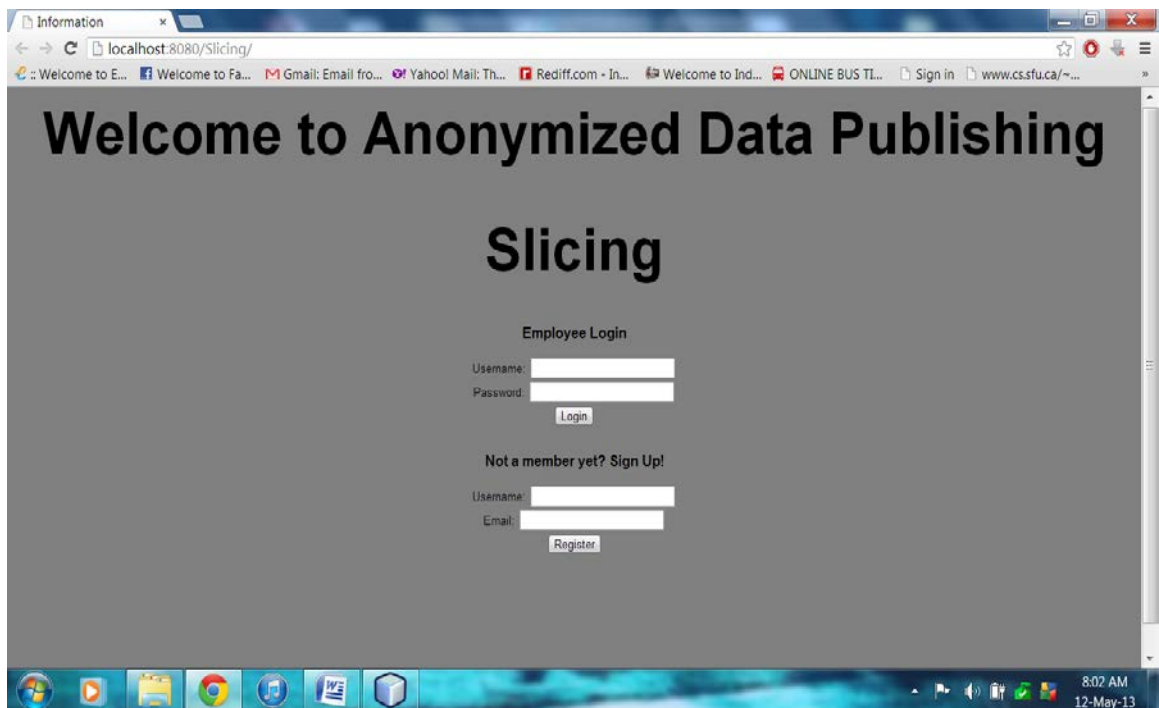 Information
localhost:8080/Slicing/
:: Welcome to E... Welcome to Fa... Gmail: Email fro... Yahoo! Mail: Th... Rediff.com - In... Welcome to Ind... ONLINE BUS TI... Sign in www.cs.sfu.ca/~... »
Welcome to Anonymized Data Publishing
Slicing
Employee Login
Username:
Password:
Login
Not a member yet? Sign Up!
Username:
Email:
Register
8:02 AM
12-May-13